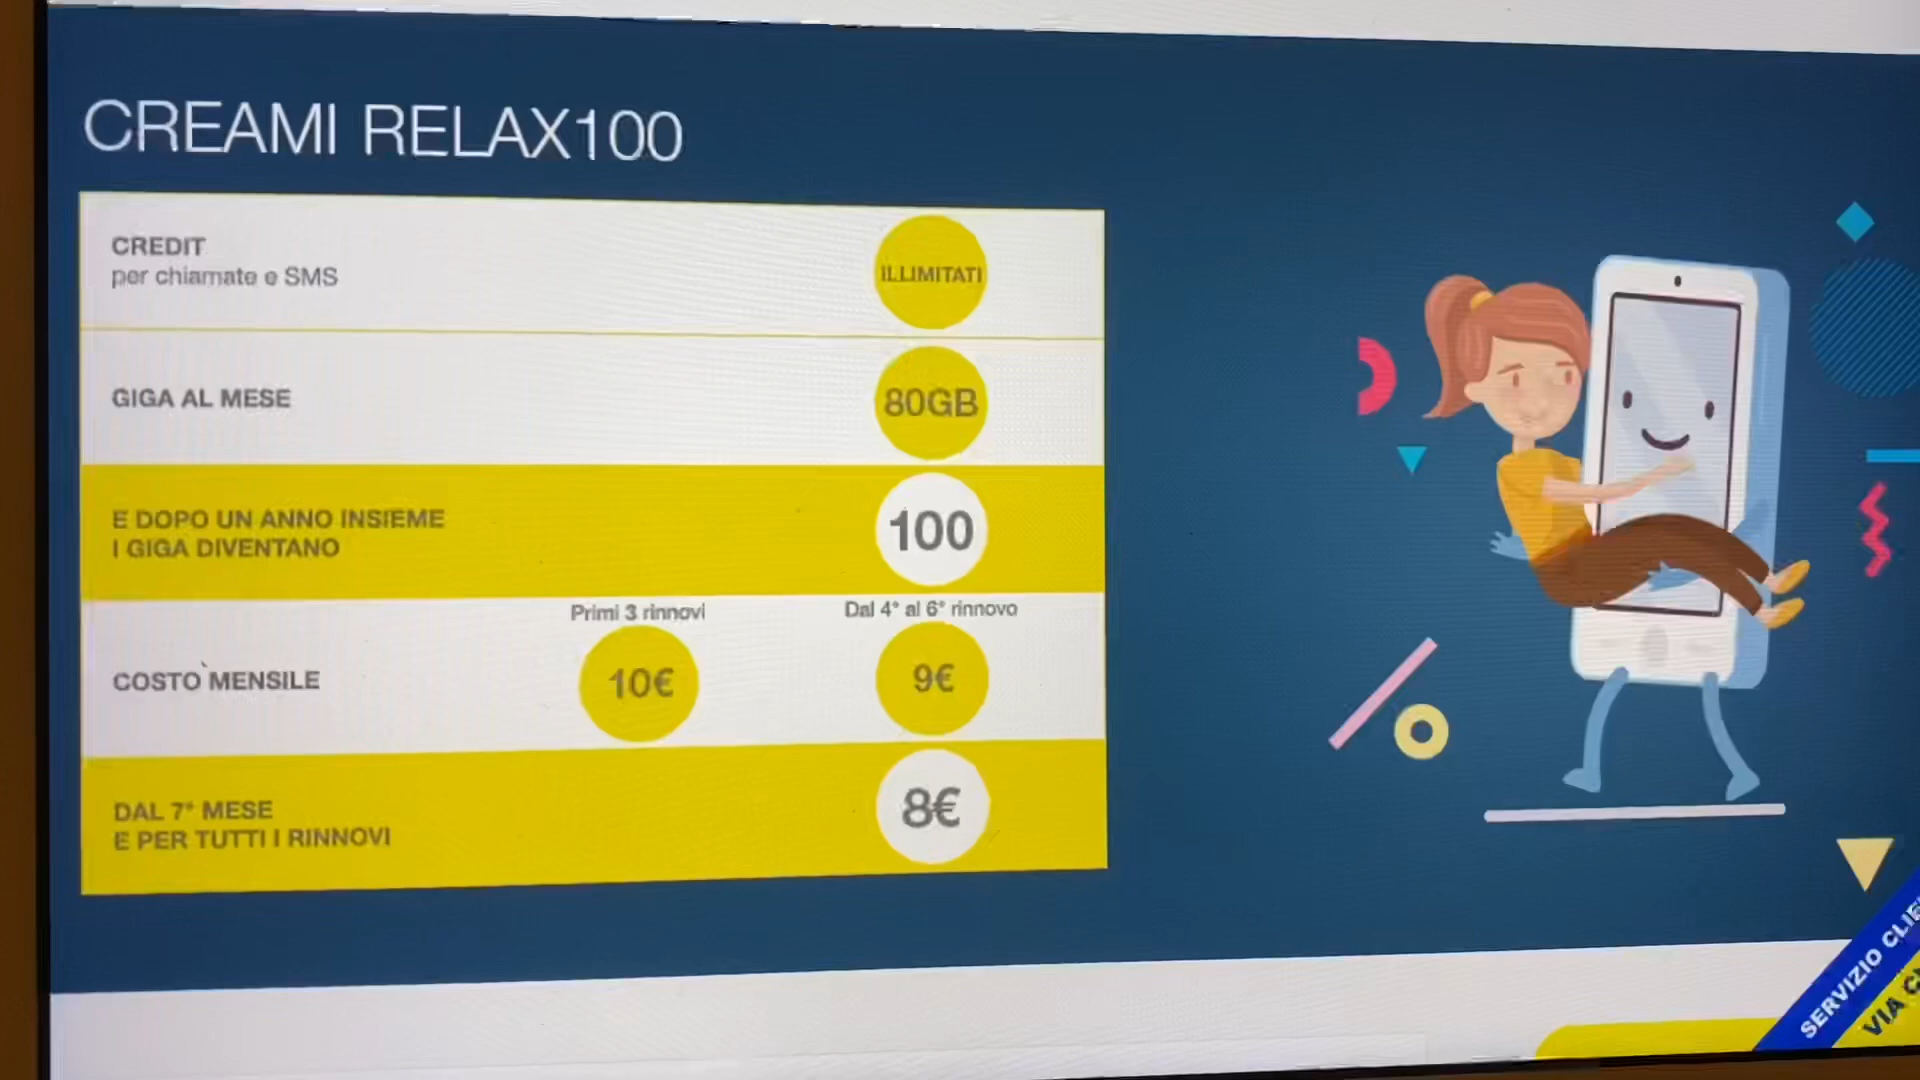 CREAMI RELAX100
CREDIT
per chiamate e SMS
ILLIMITATI
GIGA AL MESE
80GB
E DOPO UN ANNO INSIEME
I GIGA DIVENTANO
100
Primi 3 rinnovi
Dal 4° al 6° rinnovo
COSTO MENSILE
10€
9€
DAL 7° MESE
E PER TUTTI I RINNOVI
8€
SERVIZIO
VIA